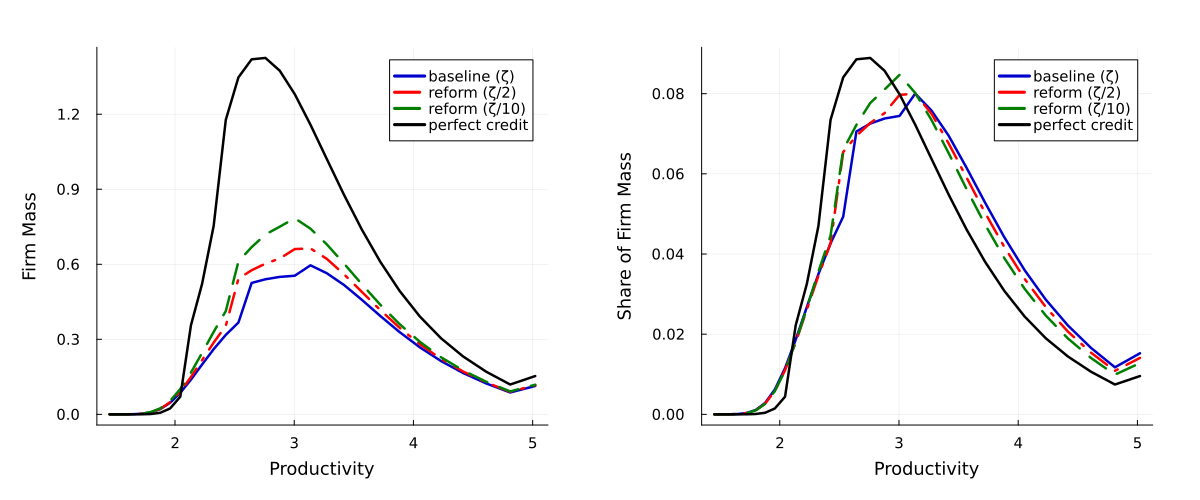 Firm Mass
1.2
0.9
0.6
0.3
0.0
2 3 4 5
Productivity
baseline (ζ)
reform (ζ/2)
reform (ζ/10)
perfect credit
Share of Firm Mass
0.08
0.06
0.04
0.02
0.00
2 3 4 5
Productivity
baseline (ζ)
reform (ζ/2)
reform (ζ/10)
perfect credit